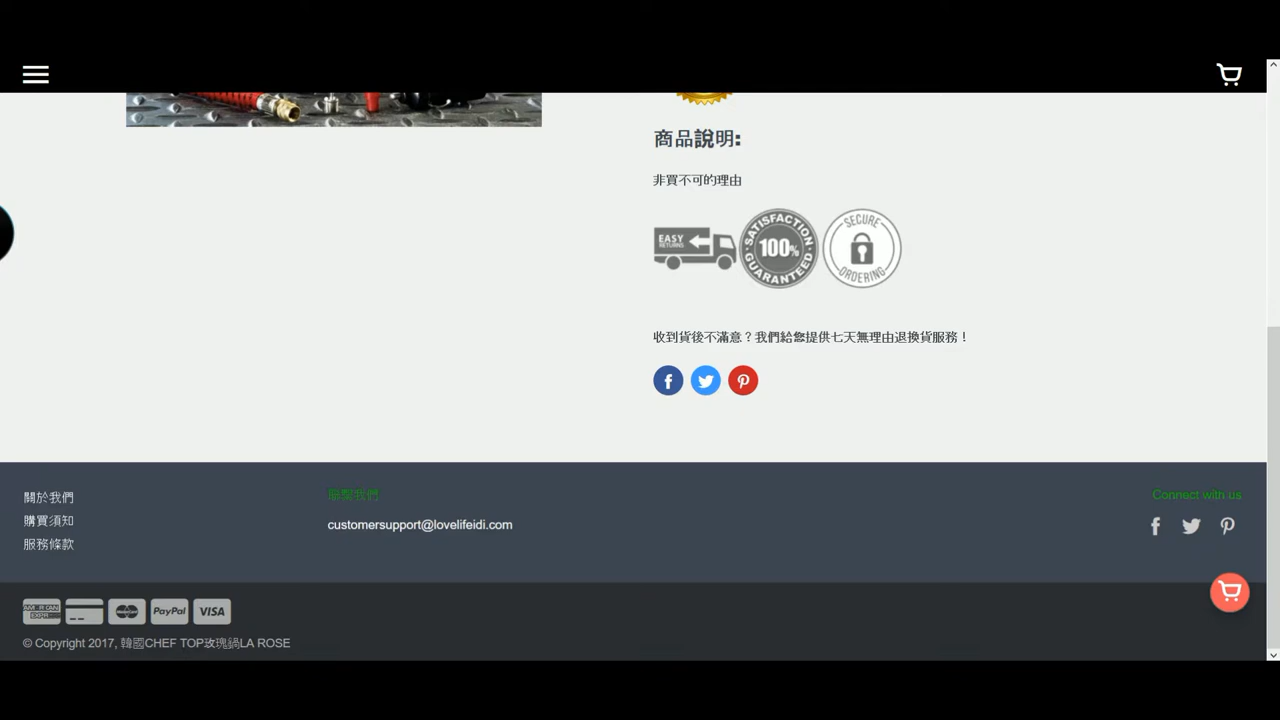 商品說明:
非買不可的理由
EASY RETURNS
SATISFACTION 100% GUARANTEED
SECURE ORDERING
收到貨後不滿意？我們給您提供七天無理由退換貨服務！
關於我們
購買須知
服務條款
聯繫我們
customersupport@lovelifeidi.com
Connect with us
PayPal
VISA
© Copyright 2017, 韓國CHEF TOP玫瑰鍋LA ROSE